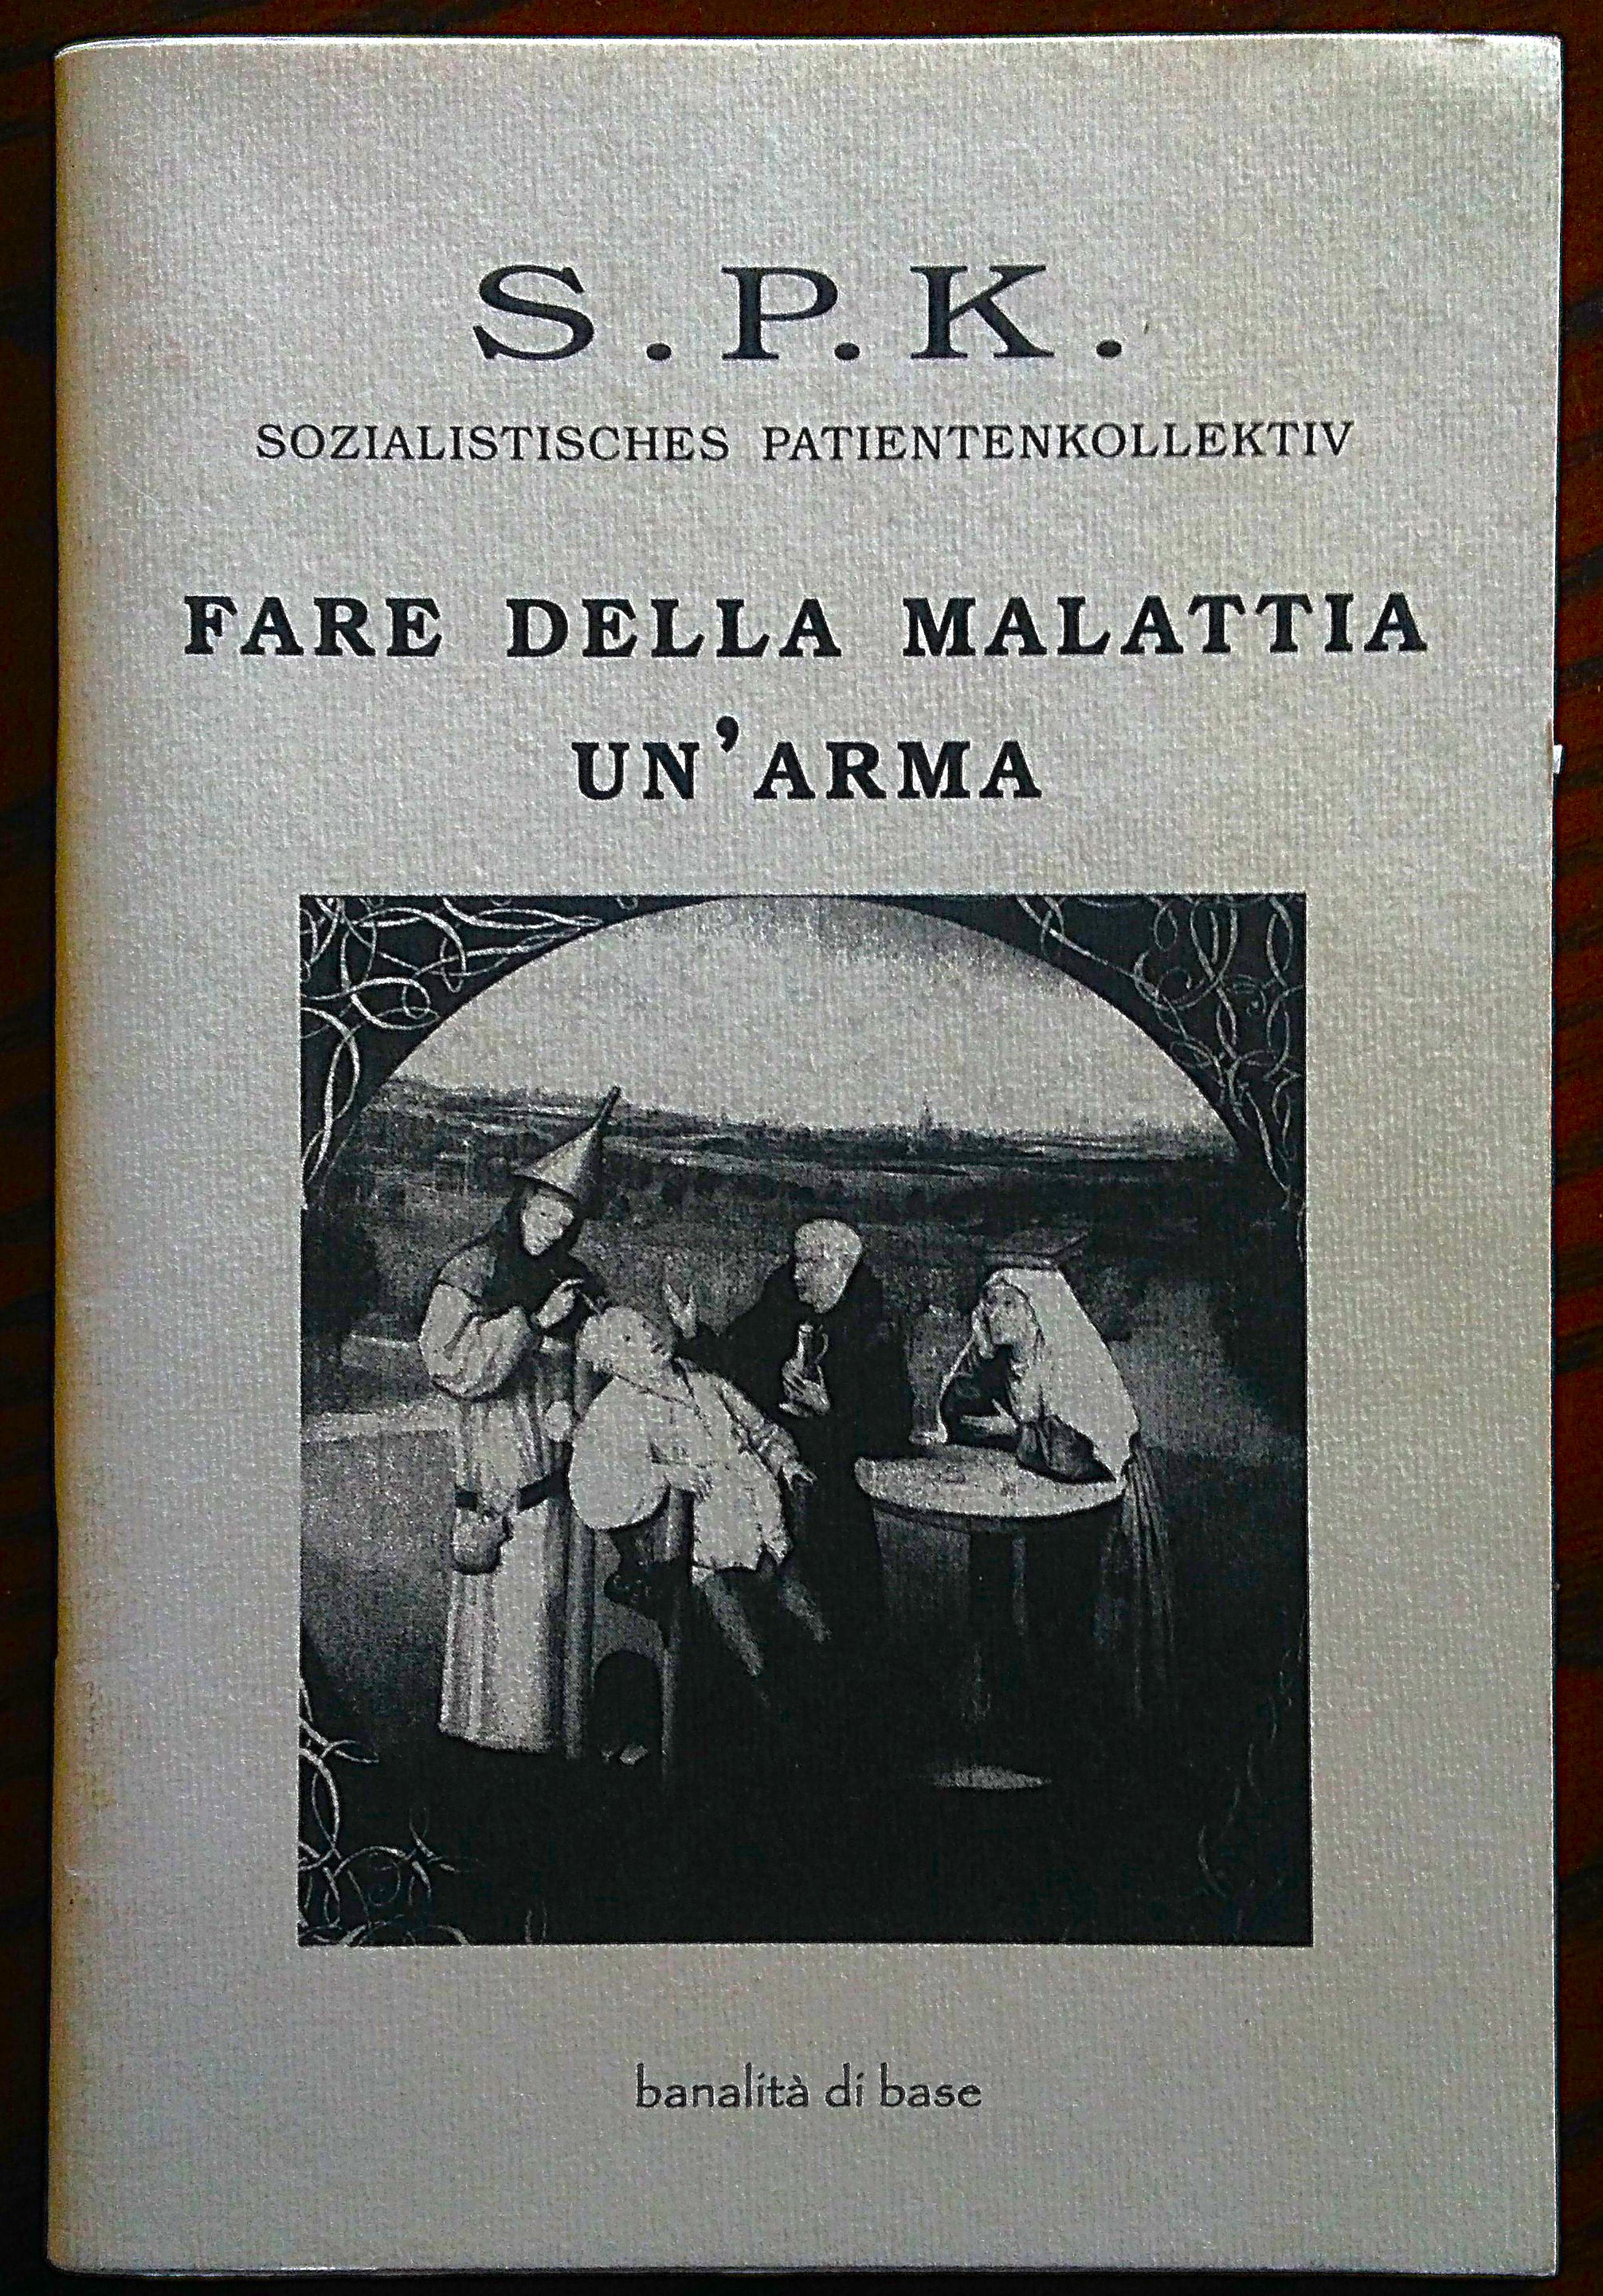 S.P.K.
SOZIALISTISCHES PATIENTENKOLLEKTIV
FARE DELLA MALATTIA
UN'ARMA
banalità di base